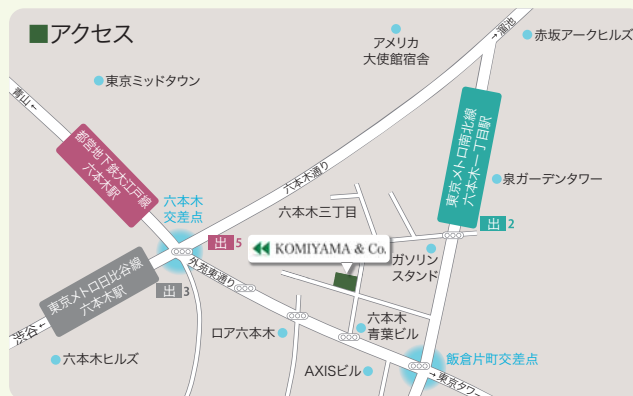 ■アクセス
アメリカ
大使館宿舎
→溜池
赤坂アークヒルズ
東京ミッドタウン
青山←
都営地下鉄大江戸線
六本木駅
六本木通り
東京メトロ南北線
六本木一丁目駅
泉ガーデンタワー
六本木
交差点
六本木三丁目
出 2
出 5
KOMIYAMA & Co.
ガソリン
スタンド
東京メトロ日比谷線
六本木駅
出 3
外苑東通り
渋谷←
ロア六本木
六本木
青葉ビル
六本木ヒルズ
AXISビル
飯倉片町交差点
→東京タワー